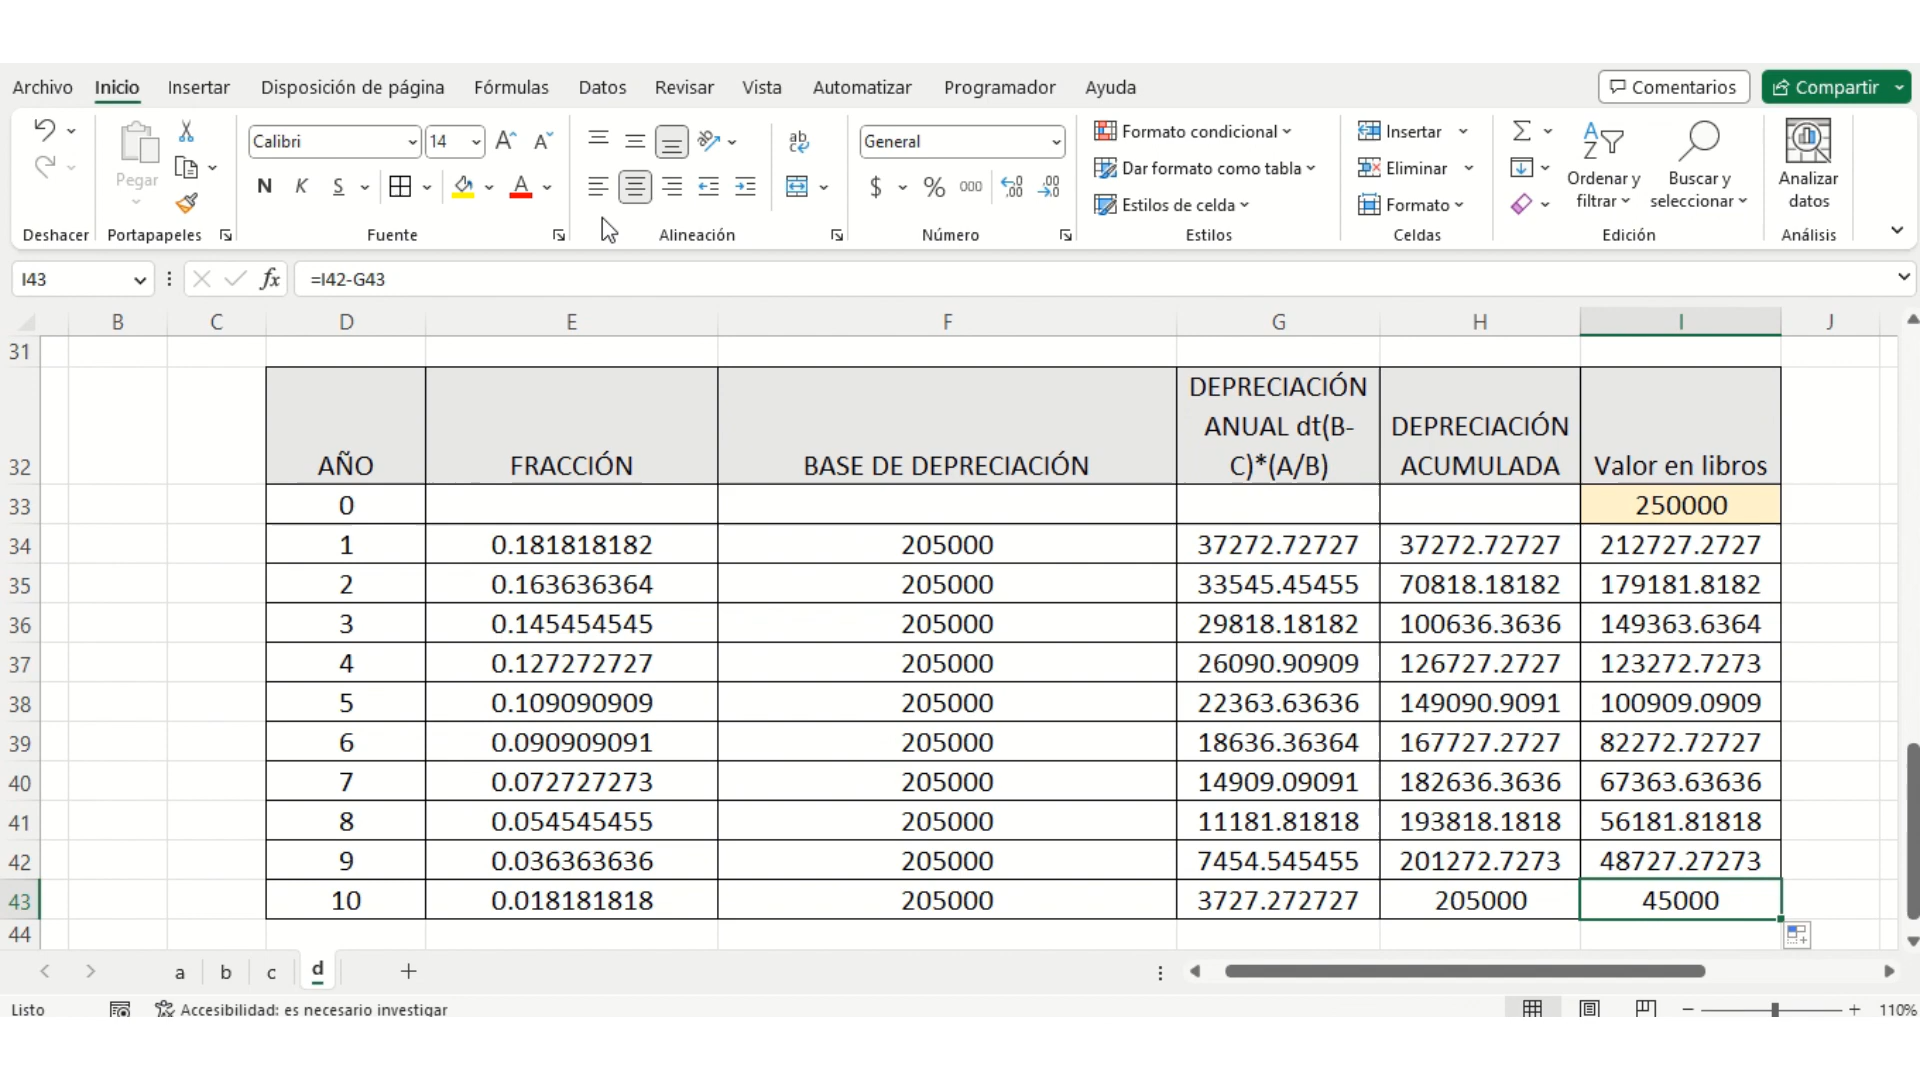 Archivo Inicio Insertar Disposición de página Fórmulas Datos Revisar Vista Automatizar Programador Ayuda Comentarios Compartir
Pegar
Calibri 14
N K S A
ab
General
$ % 000
Formato condicional
Dar formato como tabla
Estilos de celda
Insertar
Eliminar
Formato
Ordenar y
filtrar
Buscar y
seleccionar
Analizar
datos
Deshacer Portapapeles Fuente Alineación Número Estilos Celdas Edición Análisis
I43 fx =I42-G43
B C D E F G H I J
31
32 AÑO FRACCIÓN BASE DE DEPRECIACIÓN DEPRECIACIÓN
ANUAL dt(B-
C)*(A/B) DEPRECIACIÓN
ACUMULADA Valor en libros
33 0 250000
34 1 0.181818182 205000 37272.72727 37272.72727 212727.2727
35 2 0.163636364 205000 33545.45455 70818.18182 179181.8182
36 3 0.145454545 205000 29818.18182 100636.3636 149363.6364
37 4 0.127272727 205000 26090.90909 126727.2727 123272.7273
38 5 0.109090909 205000 22363.63636 149090.9091 100909.0909
39 6 0.090909091 205000 18636.36364 167727.2727 82272.72727
40 7 0.072727273 205000 14909.09091 182636.3636 67363.63636
41 8 0.054545455 205000 11181.81818 193818.1818 56181.81818
42 9 0.036363636 205000 7454.545455 201272.7273 48727.27273
43 10 0.018181818 205000 3727.272727 205000 45000
44
a b c d
Listo Accesibilidad: es necesario investigar 110%